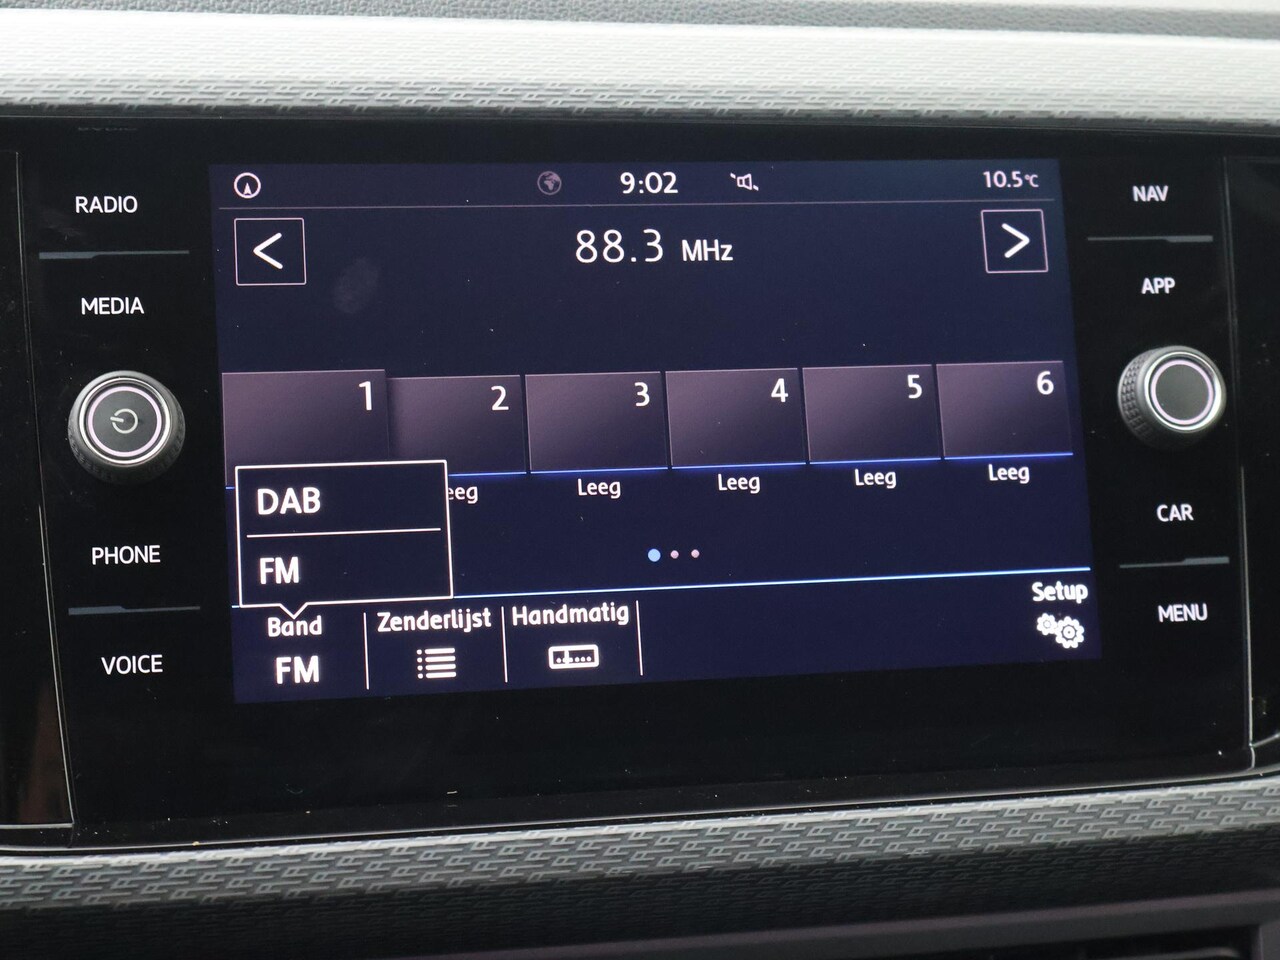 RADIO
MEDIA
PHONE
VOICE
9:02
10.5°C
<
88.3 MHz
>
1
2
3
4
5
6
eeg
Leeg
Leeg
Leeg
Leeg
DAB
FM
Band
FM
Zenderlijst
Handmatig
Setup
NAV
APP
CAR
MENU